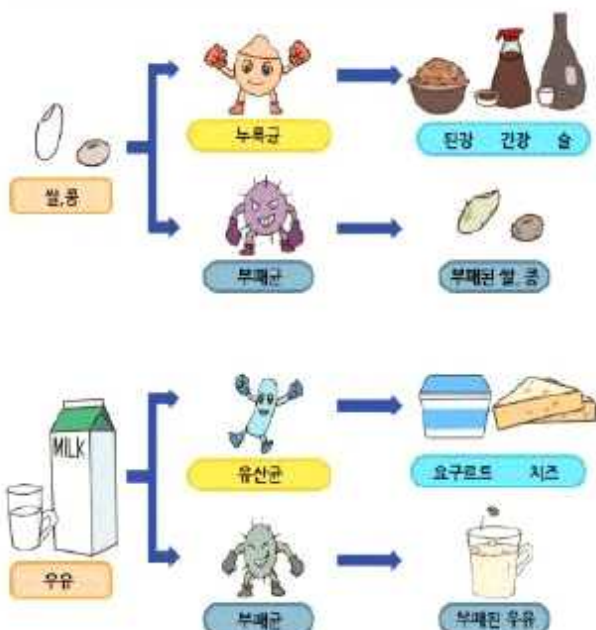 누룩균
된장 간장 술
쌀,콩
부패균
부패된 쌀, 콩
MILK
유산균
요구르트 치즈
우유
부패균
부패된 우유